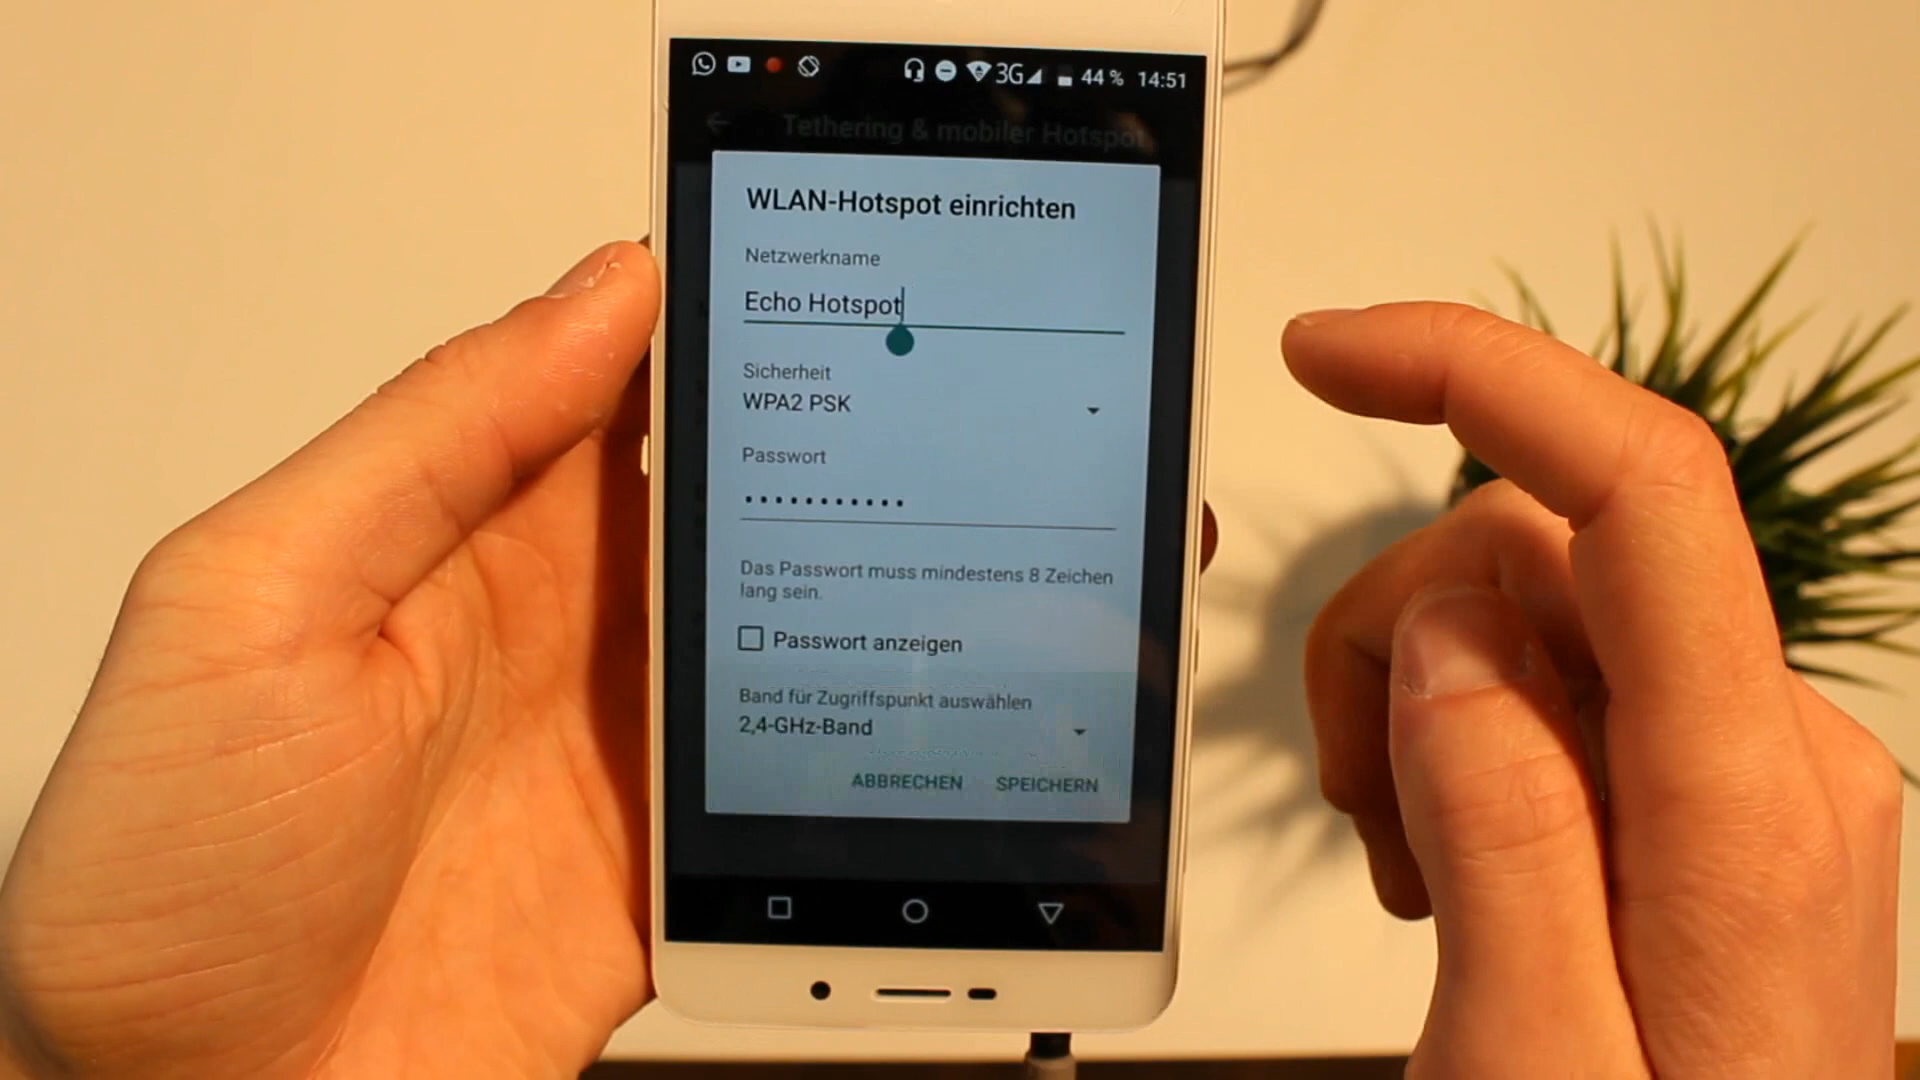 3G 44 % 14:51
Tethering & mobiler Hotspot
WLAN-Hotspot einrichten
Netzwerkname
Echo Hotspot
Sicherheit
WPA2 PSK
Passwort
•••••••••••
Das Passwort muss mindestens 8 Zeichen
lang sein.
Passwort anzeigen
Band für Zugriffspunkt auswählen
2,4-GHz-Band
ABBRECHEN SPEICHERN